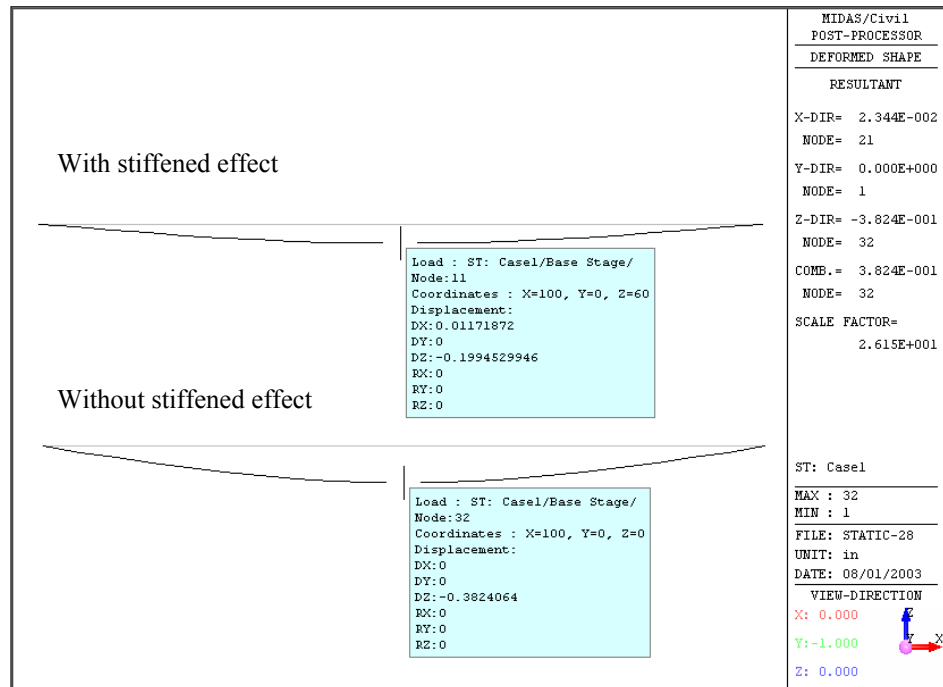 With stiffened effect
Load : ST: Case1/Base Stage/
Node:11
Coordinates : X=100, Y=0, Z=60
Displacement:
DX:0.01171872
DY:0
DZ:-0.1994529946
RX:0
RY:0
RZ:0
Without stiffened effect
Load : ST: Case1/Base Stage/
Node:32
Coordinates : X=100, Y=0, Z=0
Displacement:
DX:0
DY:0
DZ:-0.3824064
RX:0
RY:0
RZ:0
MIDAS/Civil
POST-PROCESSOR
DEFORMED SHAPE
RESULTANT
X-DIR= 2.344E-002
NODE= 21
Y-DIR= 0.000E+000
NODE= 1
Z-DIR= -3.824E-001
NODE= 32
COMB.= 3.824E-001
NODE= 32
SCALE FACTOR=
2.615E+001
ST: Case1
MAX : 32
MIN : 1
FILE: STATIC-28
UNIT: in
DATE: 08/01/2003
VIEW-DIRECTION
X: 0.000
Y:-1.000
Z: 0.000
Z
Y
X